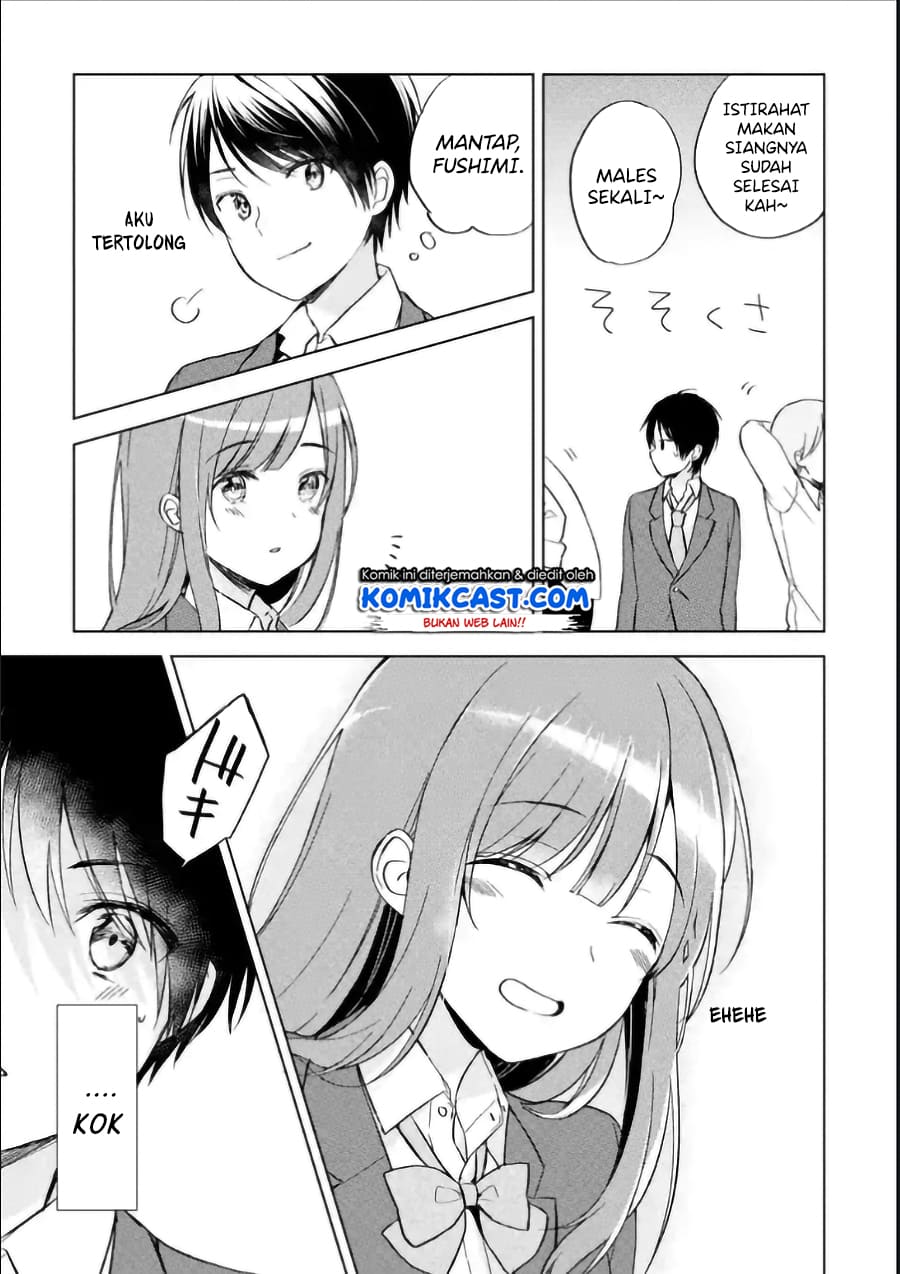 ISTIRAHAT
MAKAN
SIANGNYA
SUDAH
SELESAI
KAH~
MALES
SEKALI~
そそくさ
MANTAP,
FUSHIMI.
AKU
TERTOLONG
Komik ini diterjemahkan & diedit oleh
KOMIKCAST.COM
BUKAN WEB LAIN!!
EHEHE
ドキ
....
KOK